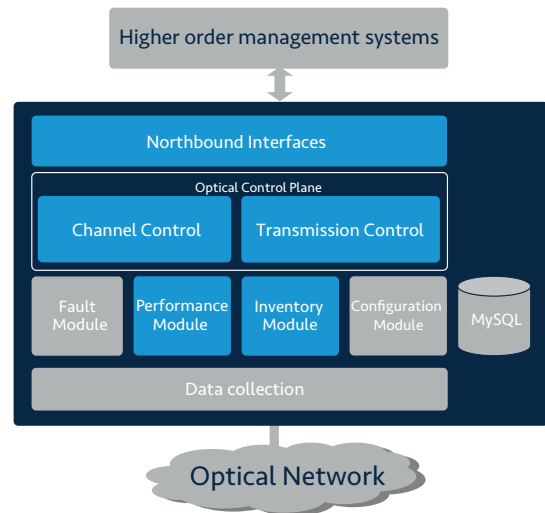 Higher order management systems
Northbound Interfaces
Optical Control Plane
Channel Control
Transmission Control
Fault
Module
Performance
Module
Inventory
Module
Configuration
Module
MySQL
Data collection
Optical Network